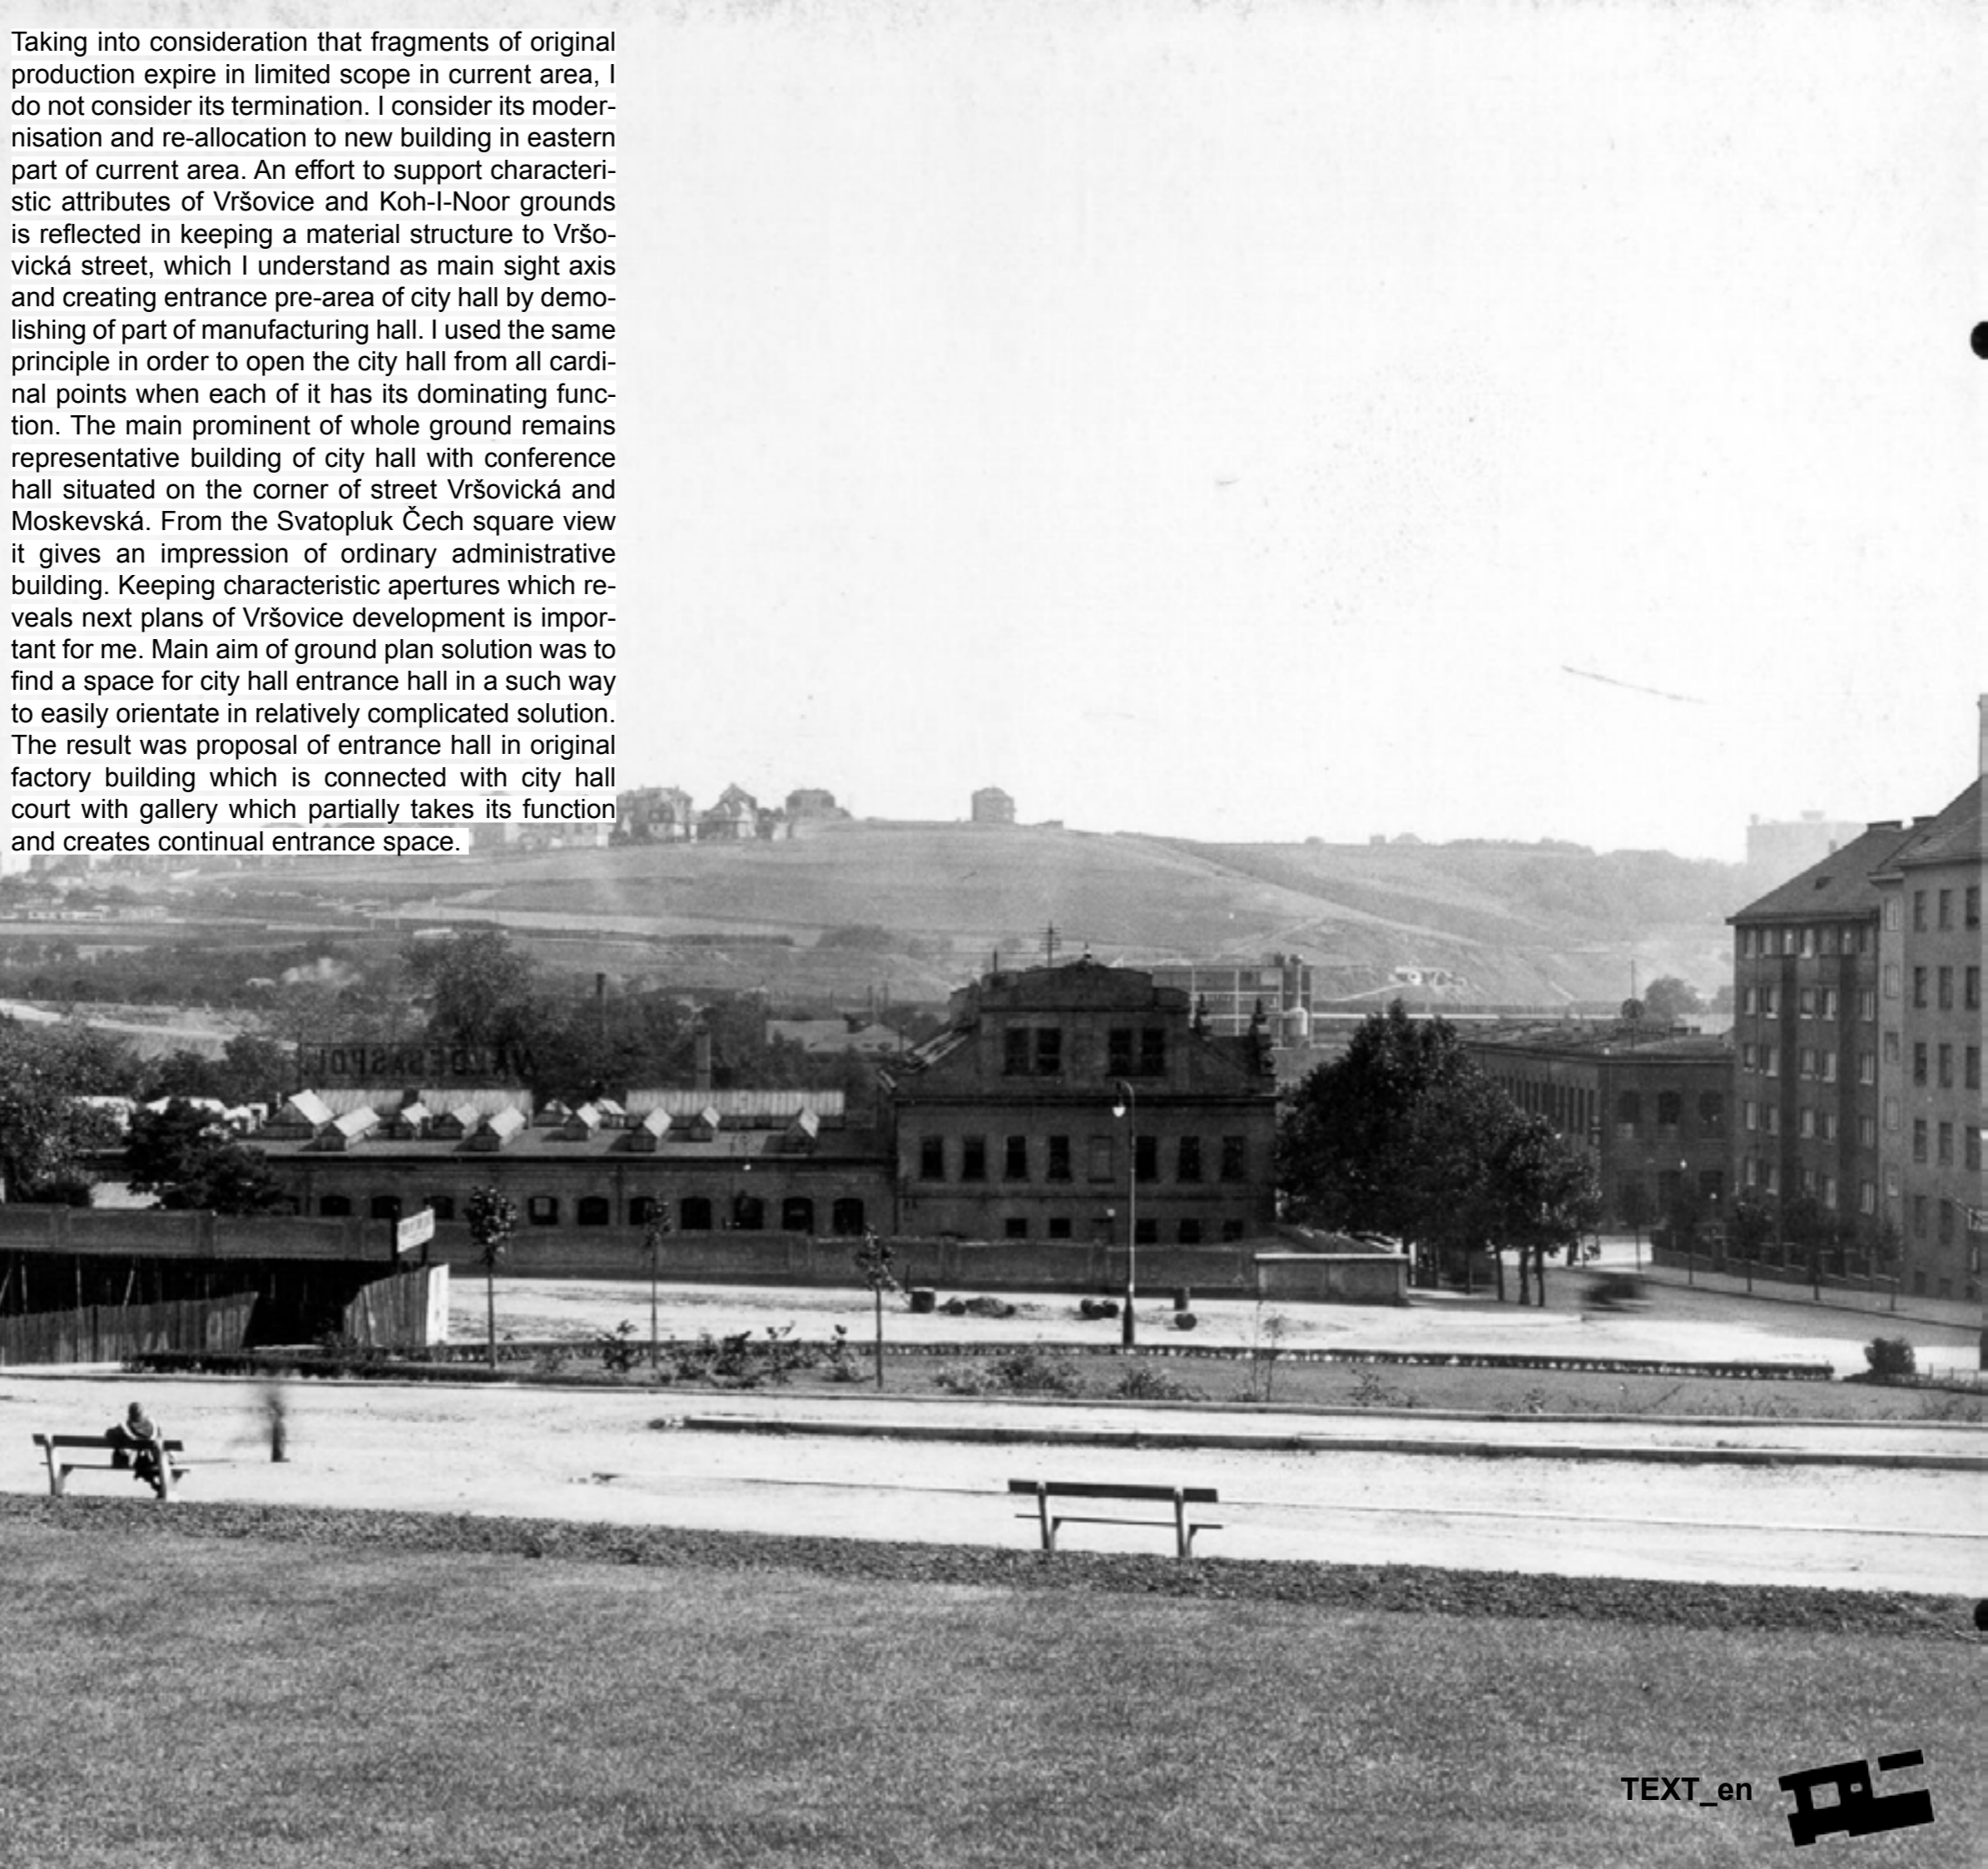 Taking into consideration that fragments of original
production expire in limited scope in current area, I
do not consider its termination. I consider its moder-
nisation and re-allocation to new building in eastern
part of current area. An effort to support characteri-
stic attributes of Vršovice and Koh-I-Noor grounds
is reflected in keeping a material structure to Vršo-
vická street, which I understand as main sight axis
and creating entrance pre-area of city hall by demo-
lishing of part of manufacturing hall. I used the same
principle in order to open the city hall from all cardi-
nal points when each of it has its dominating func-
tion. The main prominent of whole ground remains
representative building of city hall with conference
hall situated on the corner of street Vršovická and
Moskevská. From the Svatopluk Čech square view
it gives an impression of ordinary administrative
building. Keeping characteristic apertures which re-
veals next plans of Vršovice development is impor-
tant for me. Main aim of ground plan solution was to
find a space for city hall entrance hall in a such way
to easily orientate in relatively complicated solution.
The result was proposal of entrance hall in original
factory building which is connected with city hall
court with gallery which partially takes its function
and creates continual entrance space.
TEXT_en